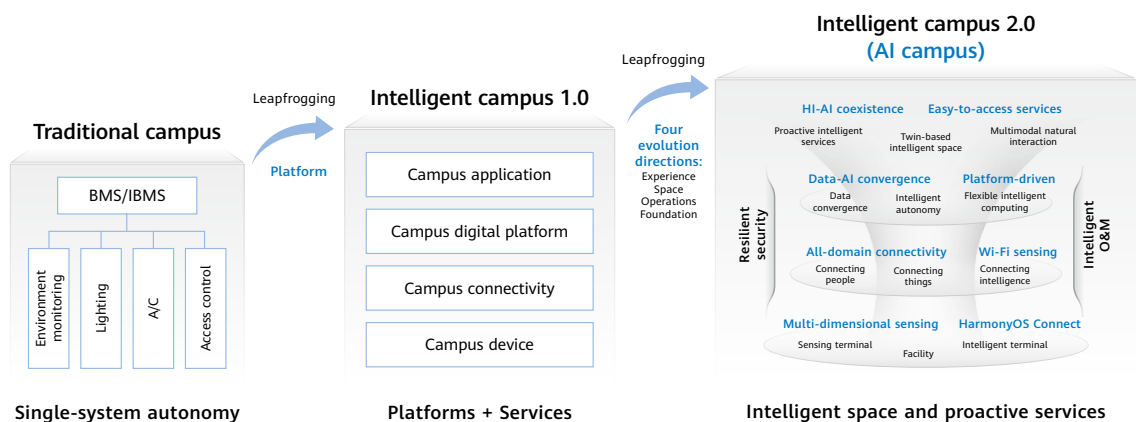 Traditional campus
BMS/IBMS
Environment
monitoring
Lighting
A/C
Access control
Single-system autonomy
Leapfrogging
Platform
Intelligent campus 1.0
Campus application
Campus digital platform
Campus connectivity
Campus device
Platforms + Services
Leapfrogging
Four
evolution
directions:
Experience
Space
Operations
Foundation
Intelligent campus 2.0
(AI campus)
HI-AI coexistence
Easy-to-access services
Proactive intelligent
services
Twin-based
intelligent space
Multimodal natural
interaction
Resilient
security
Data-AI convergence
Platform-driven
Data
convergence
Intelligent
autonomy
Flexible intelligent
computing
All-domain connectivity
Wi-Fi sensing
Connecting
people
Connecting
things
Connecting
intelligence
Intelligent
O&M
Multi-dimensional sensing
HarmonyOS Connect
Sensing terminal
Facility
Intelligent terminal
Intelligent space and proactive services